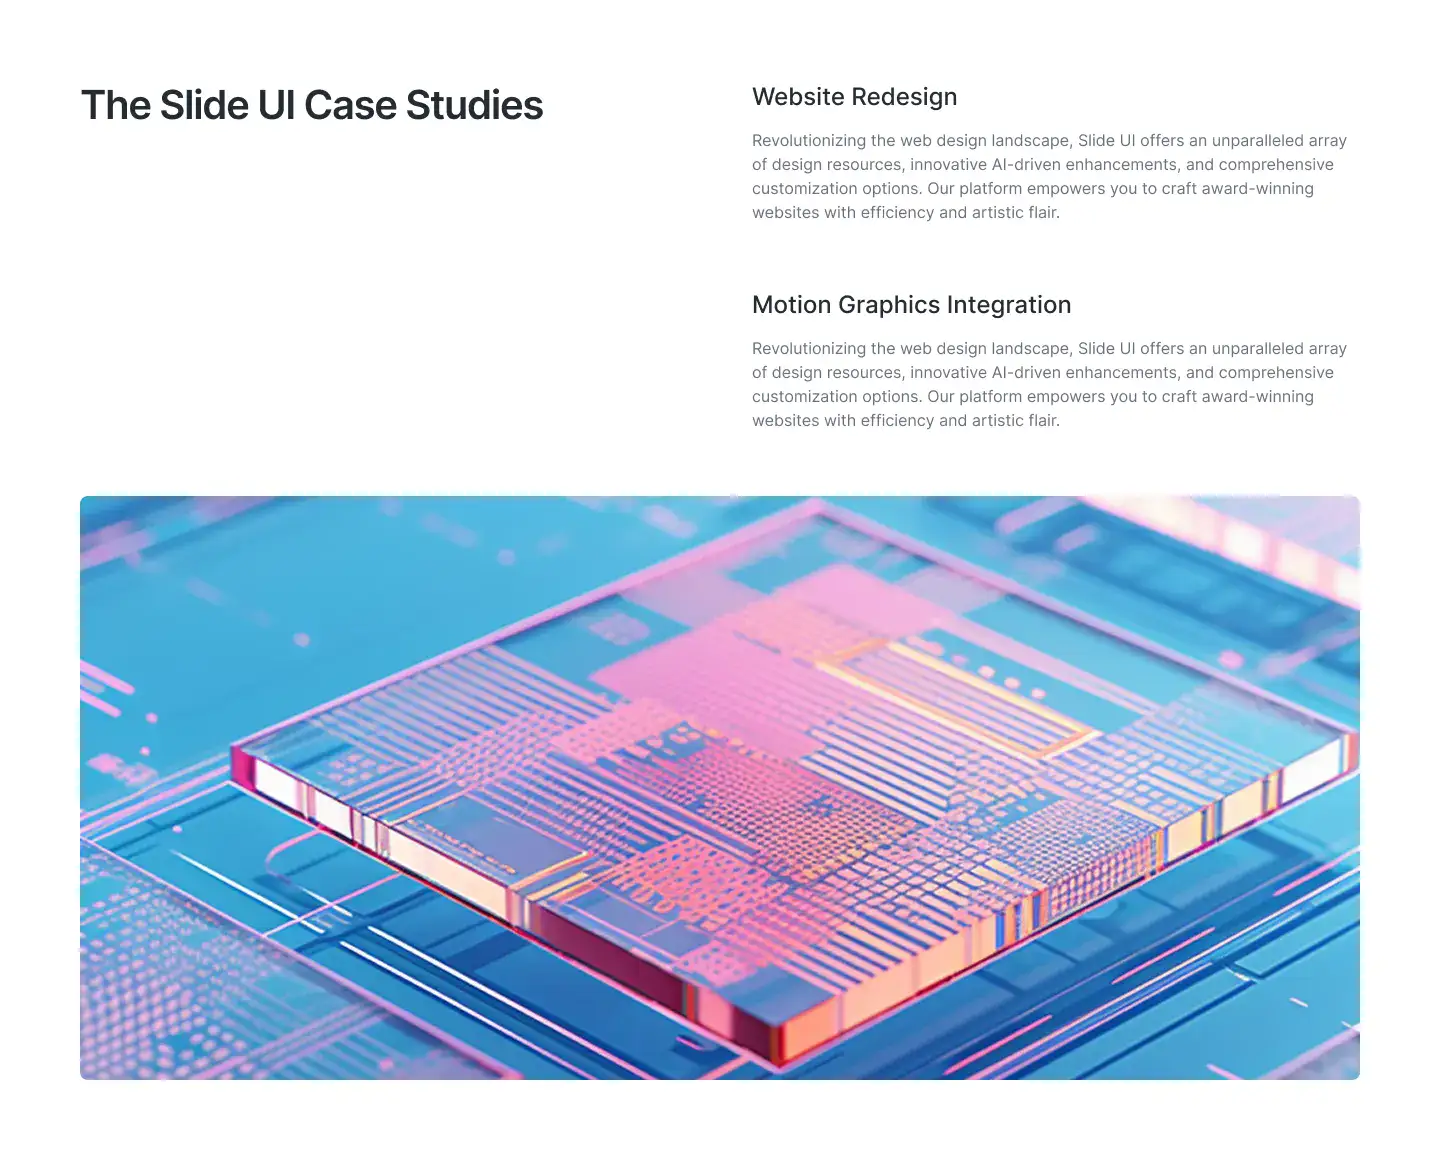 The Slide UI Case Studies
Website Redesign
Revolutionizing the web design landscape, Slide UI offers an unparalleled array
of design resources, innovative AI-driven enhancements, and comprehensive
customization options. Our platform empowers you to craft award-winning
websites with efficiency and artistic flair.
Motion Graphics Integration
Revolutionizing the web design landscape, Slide UI offers an unparalleled array
of design resources, innovative AI-driven enhancements, and comprehensive
customization options. Our platform empowers you to craft award-winning
websites with efficiency and artistic flair.